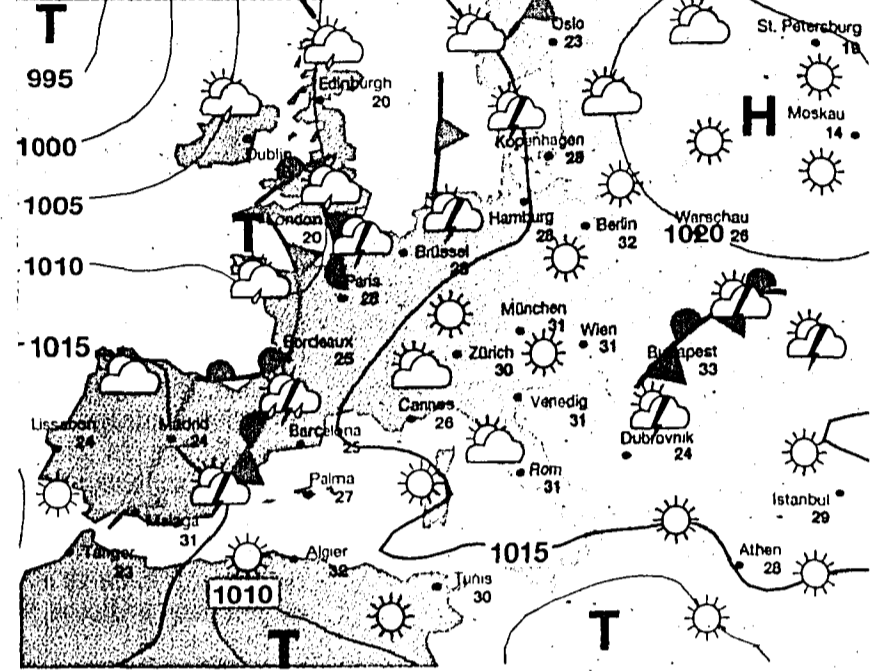 T
995
1000
1005
1010
1015
Oslo
23
St. Petersburg
Edinburgh
20
H
Moskau
14
Dublin
Kopenhagen
25
T
London
20
Hamburg
28
Berlin
32
Warschau
26
1020
Brüssel
28
Paris
28
München
31
Wien
31
Bordeaux
25
Zürich
30
Budapest
33
Cannes
26
Venedig
31
Lissabon
24
Madrid
24
Barcelona
25
Dubrovnik
24
Rom
31
Palma
27
Istanbul
29
Malaga
31
Tanger
23
Algier
32
1015
Athen
28
Tunis
30
1010
T
T